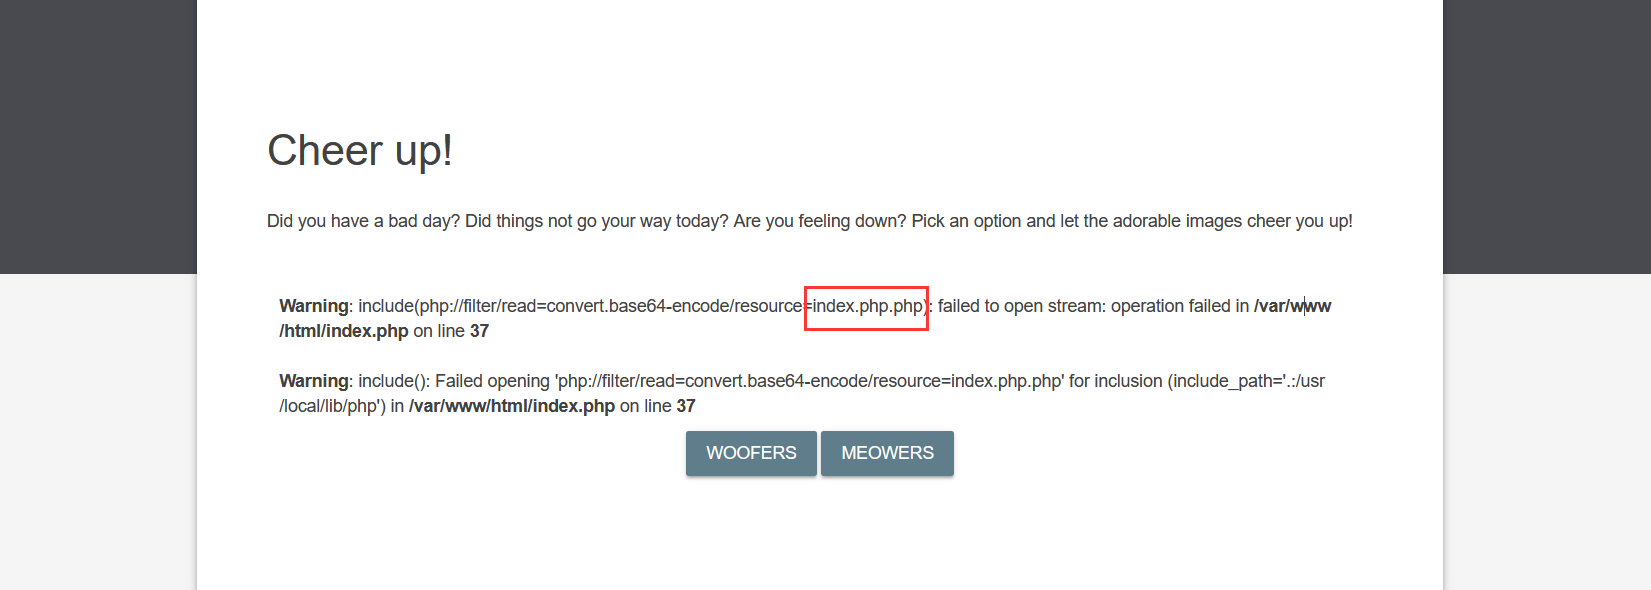 Cheer up!
Did you have a bad day? Did things not go your way today? Are you feeling down? Pick an option and let the adorable images cheer you up!
Warning: include(php://filter/read=convert.base64-encode/resource=index.php.php): failed to open stream: operation failed in /var/www
/html/index.php on line 37
Warning: include(): Failed opening 'php://filter/read=convert.base64-encode/resource=index.php.php' for inclusion (include_path='.:/usr
/local/lib/php') in /var/www/html/index.php on line 37
WOOFERS MEOWERS